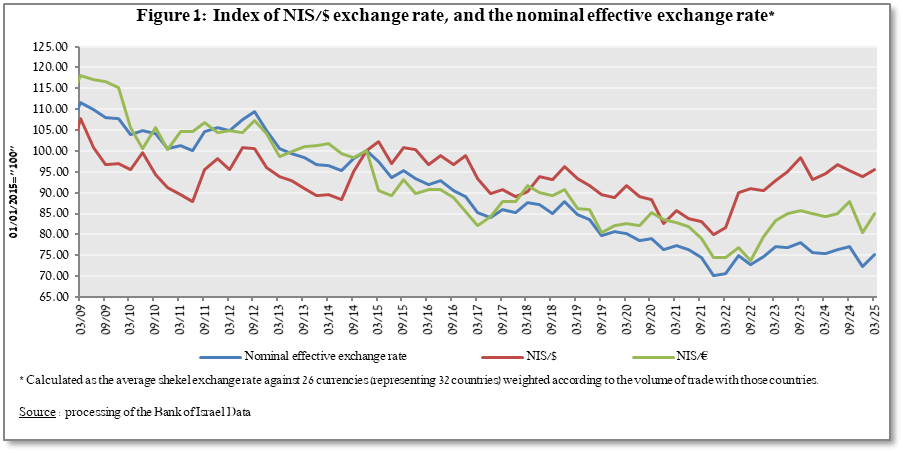 Figure 1: Index of NIS/$ exchange rate, and the nominal effective exchange rate*
01/01/2015="100"
125.00
120.00
115.00
110.00
105.00
100.00
95.00
90.00
85.00
80.00
75.00
70.00
65.00
03/09 09/09 03/10 09/10 03/11 09/11 03/12 09/12 03/13 09/13 03/14 09/14 03/15 09/15 03/16 09/16 03/17 09/17 03/18 09/18 03/19 09/19 03/20 09/20 03/21 09/21 03/22 09/22 03/23 09/23 03/24 09/24 03/25
Nominal effective exchange rate NIS/$ NIS/€
* Calculated as the average shekel exchange rate against 26 currencies (representing 32 countries) weighted according to the volume of trade with those countries.
Source : processing of the Bank of Israel Data